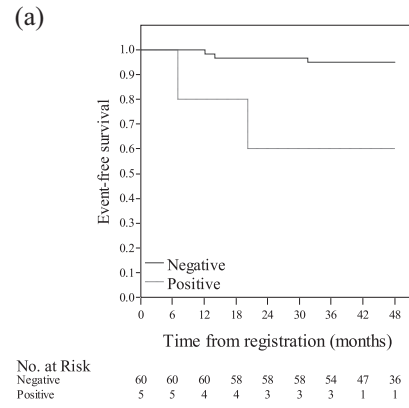 (a)
Event-free survival
1.0
0.9
0.8
0.7
0.6
0.5
0.4
0.3
0.2
0.1
0.0
Negative
Positive
0 6 12 18 24 30 36 42 48
Time from registration (months)
No. at Risk
Negative 60 60 60 58 58 58 54 47 36
Positive 5 5 4 4 3 3 3 1 1